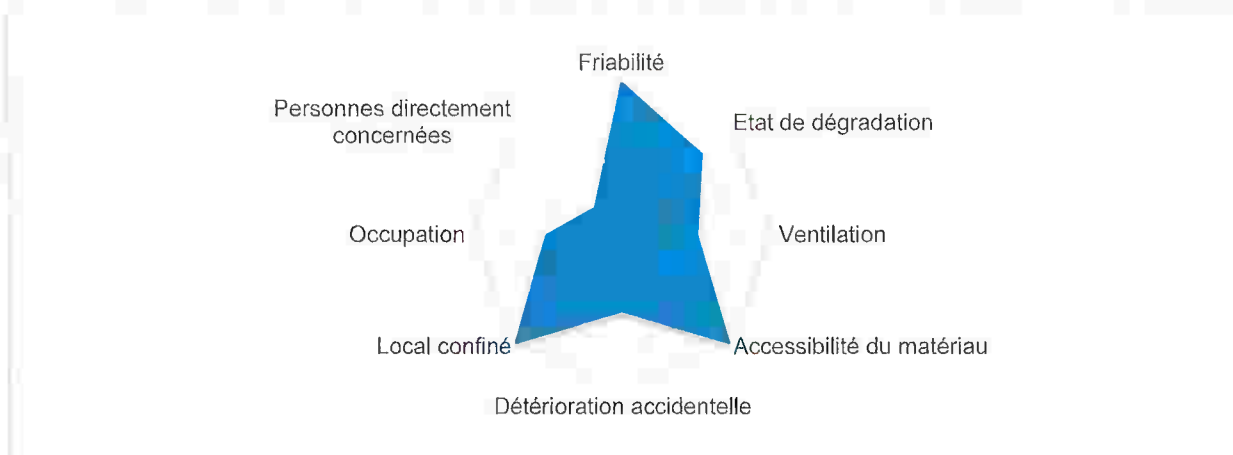 Friabilité
Personnes directement
concernées
Etat de dégradation
Occupation
Ventilation
Local confiné
Accessibilité du matériau
Détérioration accidentelle